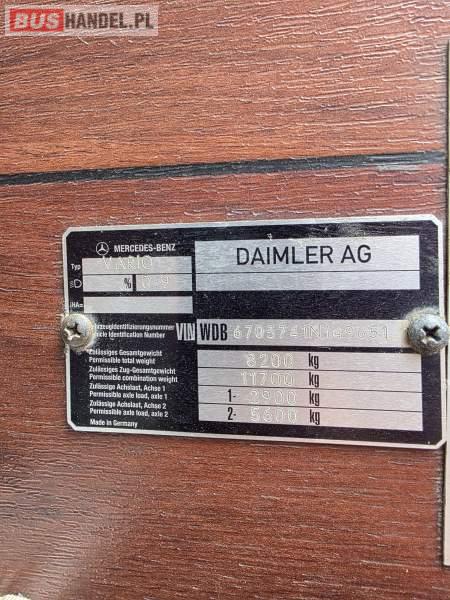 BUSHANDEL.PL
MERCEDES-BENZ
DAIMLER AG
Typ VARIO
%
iHA=
Fahrzeugidentifizierungsnummer
Vehicle Identification Number
VIN WDB
Zulässiges Gesamtgewicht
Permissible total weight
8200 kg
Zulässiges Zug-Gesamtgewicht
Permissible combination weight
11700 kg
Zulässige Achslast, Achse 1
Permissible axle load, axle 1
1- 2900 kg
Zulässige Achslast, Achse 2
Permissible axle load, axle 2
2- 5600 kg
Made in Germany